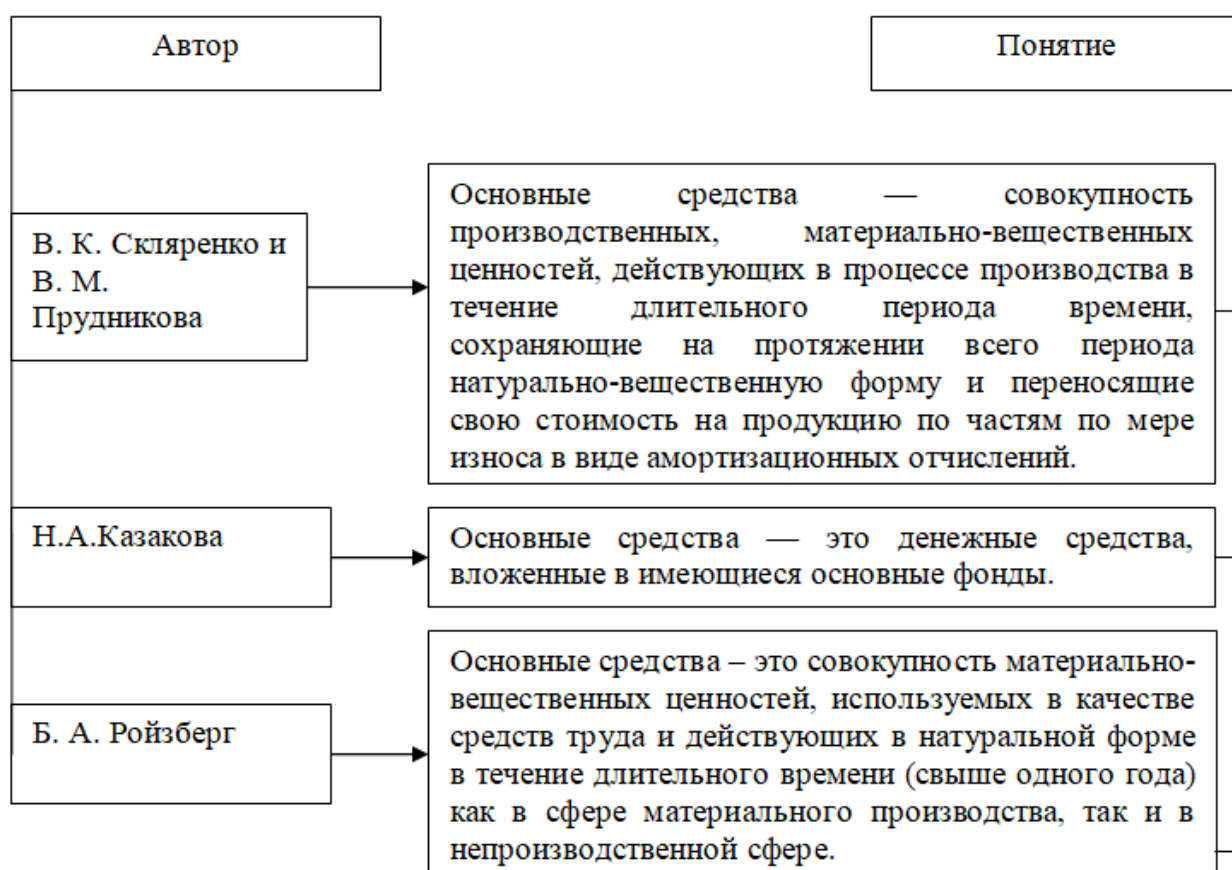 Автор
Понятие
В. К. Скляренко и
В. М.
Прудникова
Основные средства — совокупность
производственных, материально-вещественных
ценностей, действующих в процессе производства в
течение длительного периода времени,
сохраняющие на протяжении всего периода
натурально-вещественную форму и переносящие
свою стоимость на продукцию по частям по мере
износа в виде амортизационных отчислений.
Н.А.Казакова
Основные средства — это денежные средства,
вложенные в имеющиеся основные фонды.
Б. А. Ройзберг
Основные средства – это совокупность материально-
вещественных ценностей, используемых в качестве
средств труда и действующих в натуральной форме
в течение длительного времени (свыше одного года)
как в сфере материального производства, так и в
непроизводственной сфере.